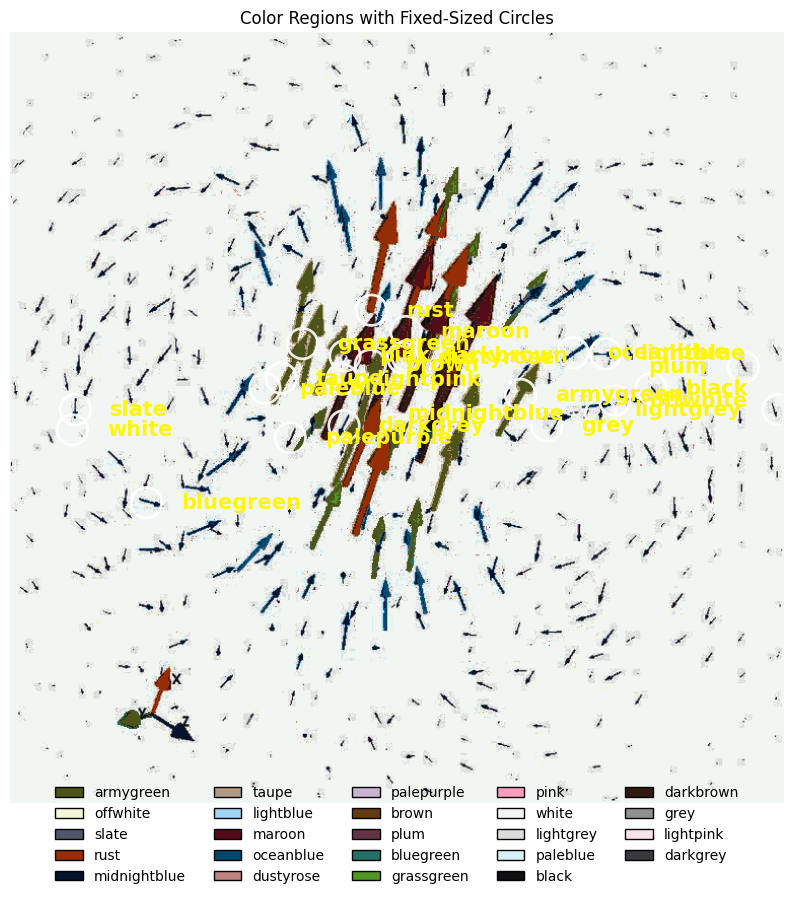 Color Regions with Fixed-Sized Circles
rust
maroon
grassgreen
pink
darkbrown
dustyrose
brown
oceanblue
lightblue
plum
taupe
lightpink
paleblue
armygreen
black
offwhite
lightgrey
slate
midnightblue
white
darkgrey
grey
palepurple
bluegreen
X
Y
Z
armygreen taupe palepurple pink darkbrown
offwhite lightblue brown white grey
slate maroon plum lightgrey lightpink
rust oceanblue bluegreen paleblue darkgrey
midnightblue dustyrose grassgreen black